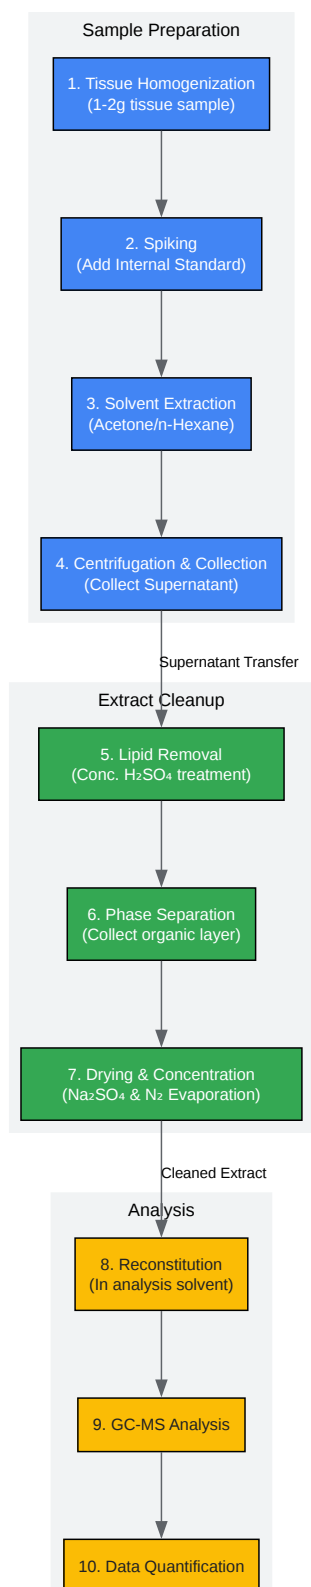 Sample Preparation
1. Tissue Homogenization
(1-2g tissue sample)
2. Spiking
(Add Internal Standard)
3. Solvent Extraction
(Acetone/n-Hexane)
4. Centrifugation & Collection
(Collect Supernatant)
Supernatant Transfer
Extract Cleanup
5. Lipid Removal
(Conc. H₂SO₄ treatment)
6. Phase Separation
(Collect organic layer)
7. Drying & Concentration
(Na₂SO₄ & N₂ Evaporation)
Cleaned Extract
Analysis
8. Reconstitution
(In analysis solvent)
9. GC-MS Analysis
10. Data Quantification